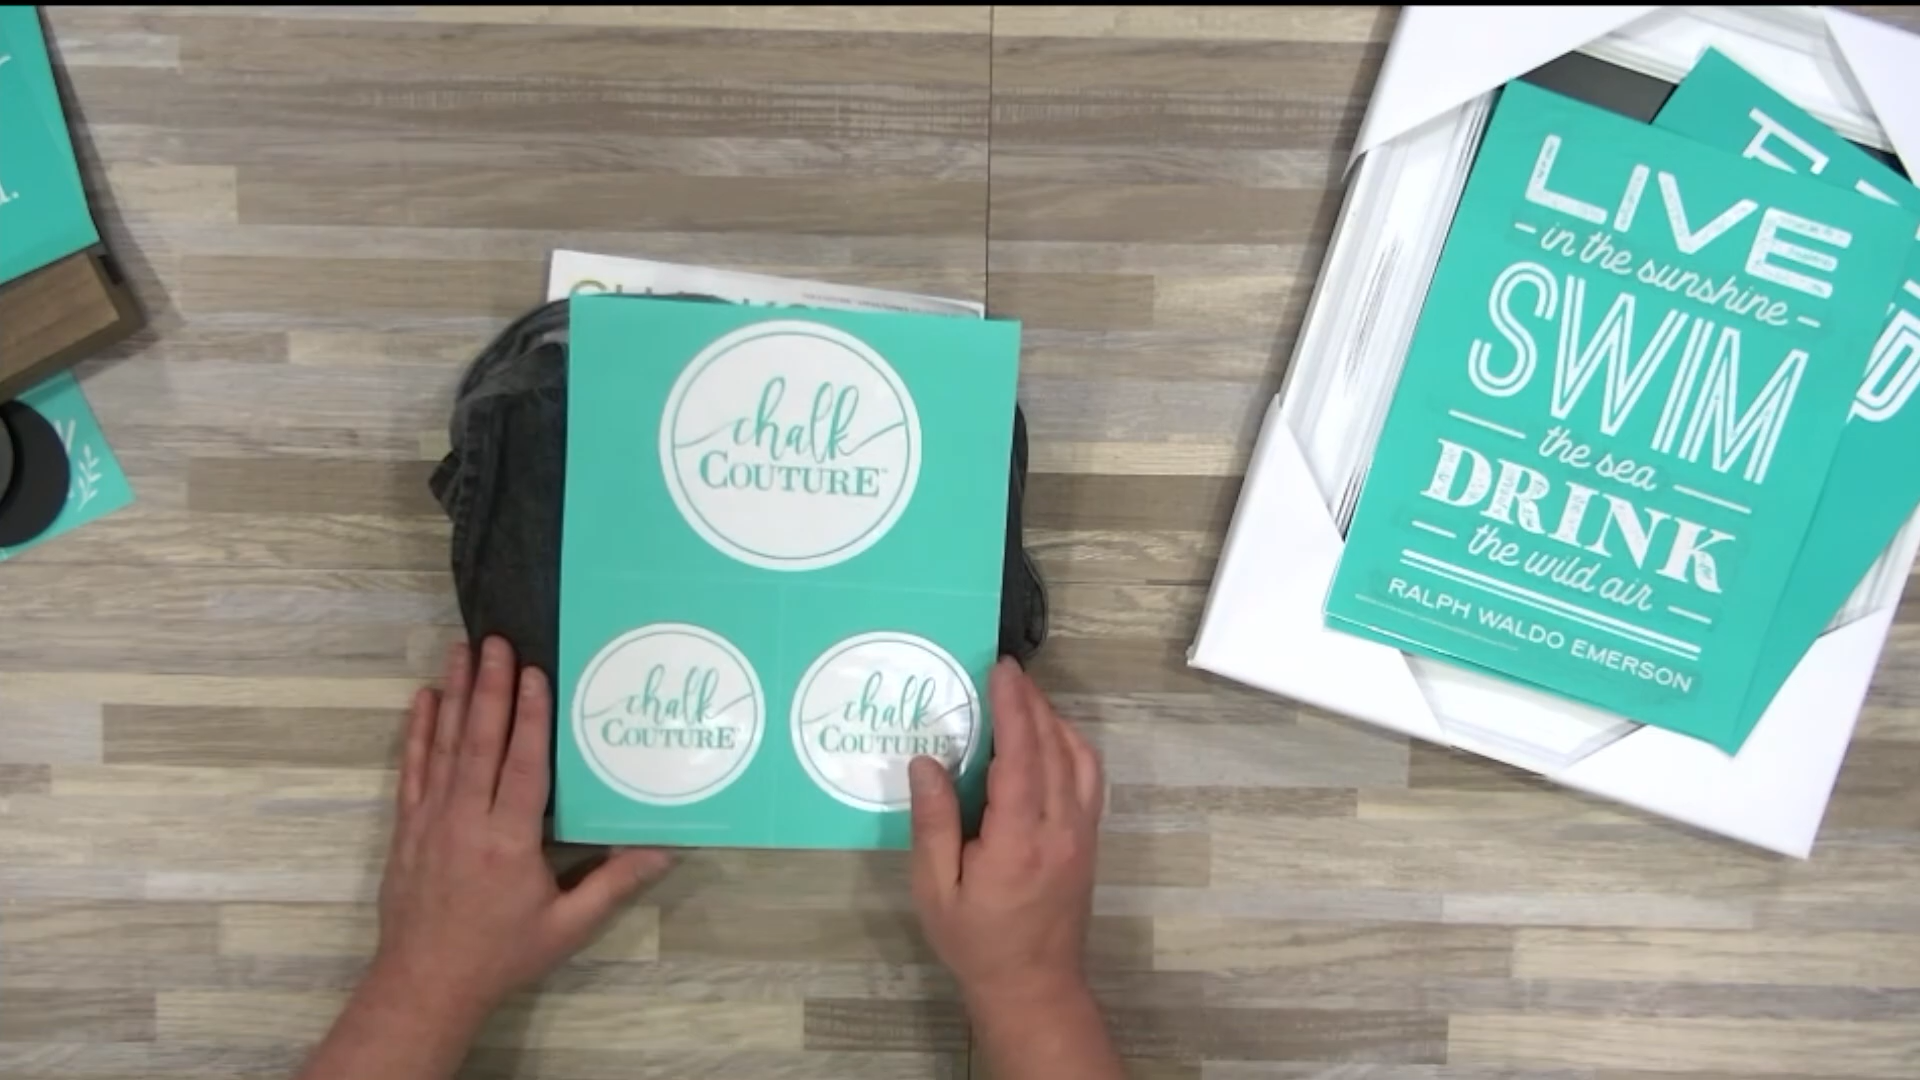 chalk
COUTURE™
chalk
COUTURE
chalk
COUTURE
LIVE
- in the sunshine -
SWIM
the sea
DRINK
the wild air
RALPH WALDO EMERSON